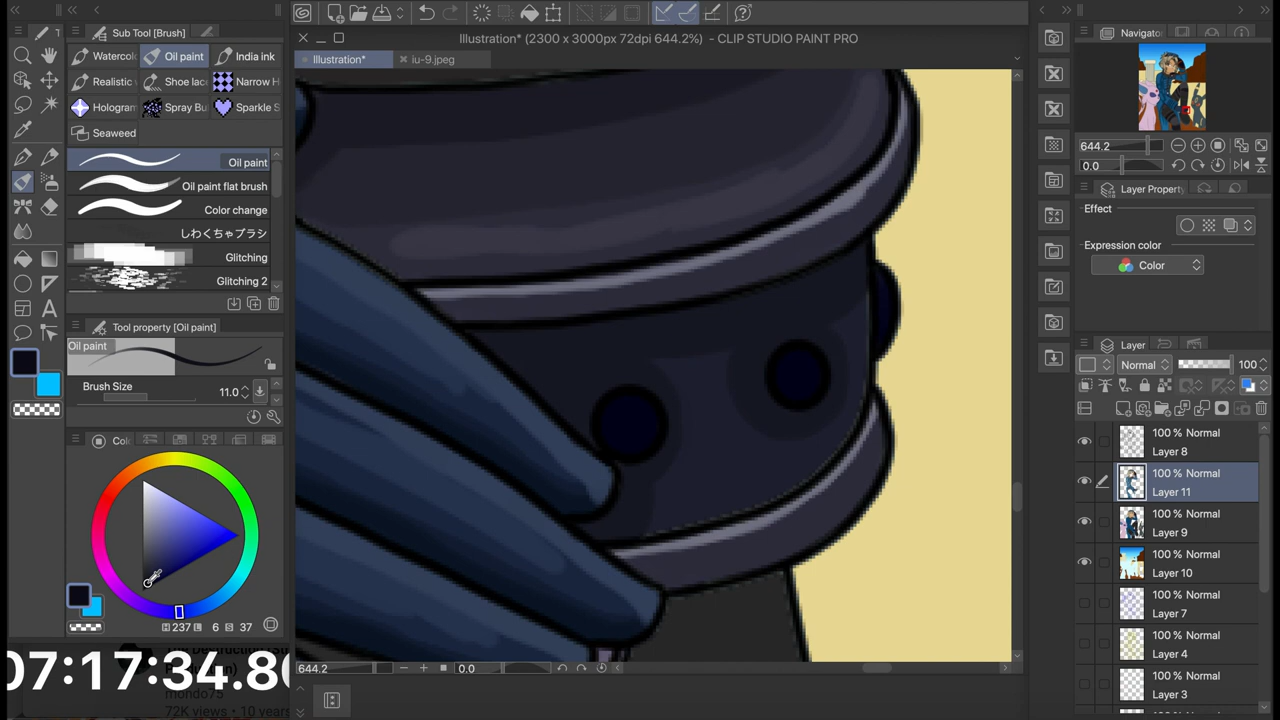 Illustration* (2300 x 3000px 72dpi 644.2%) - CLIP STUDIO PAINT PRO
Illustration*
iu-9.jpeg
Sub Tool [Brush]
Oil paint
India ink
Realistic
Shoe lace
Narrow H
Hologram
Spray Bu
Sparkle S
Seaweed
Oil paint
Oil paint flat brush
Color change
しわくちゃブラシ
Glitching
Glitching 2
Tool property [Oil paint]
Oil paint
Brush Size
11.0
Col
H 237 L 6 S 37
07:17:34.80
mondo75
72K views • 10 years
644.2
0.0
Navigator
644.2
0.0
Layer Property
Effect
Expression color
Color
Layer
Normal
100
100 % Normal
Layer 8
100 % Normal
Layer 11
100 % Normal
Layer 9
100 % Normal
Layer 10
100 % Normal
Layer 7
100 % Normal
Layer 4
100 % Normal
Layer 3
100 % Normal